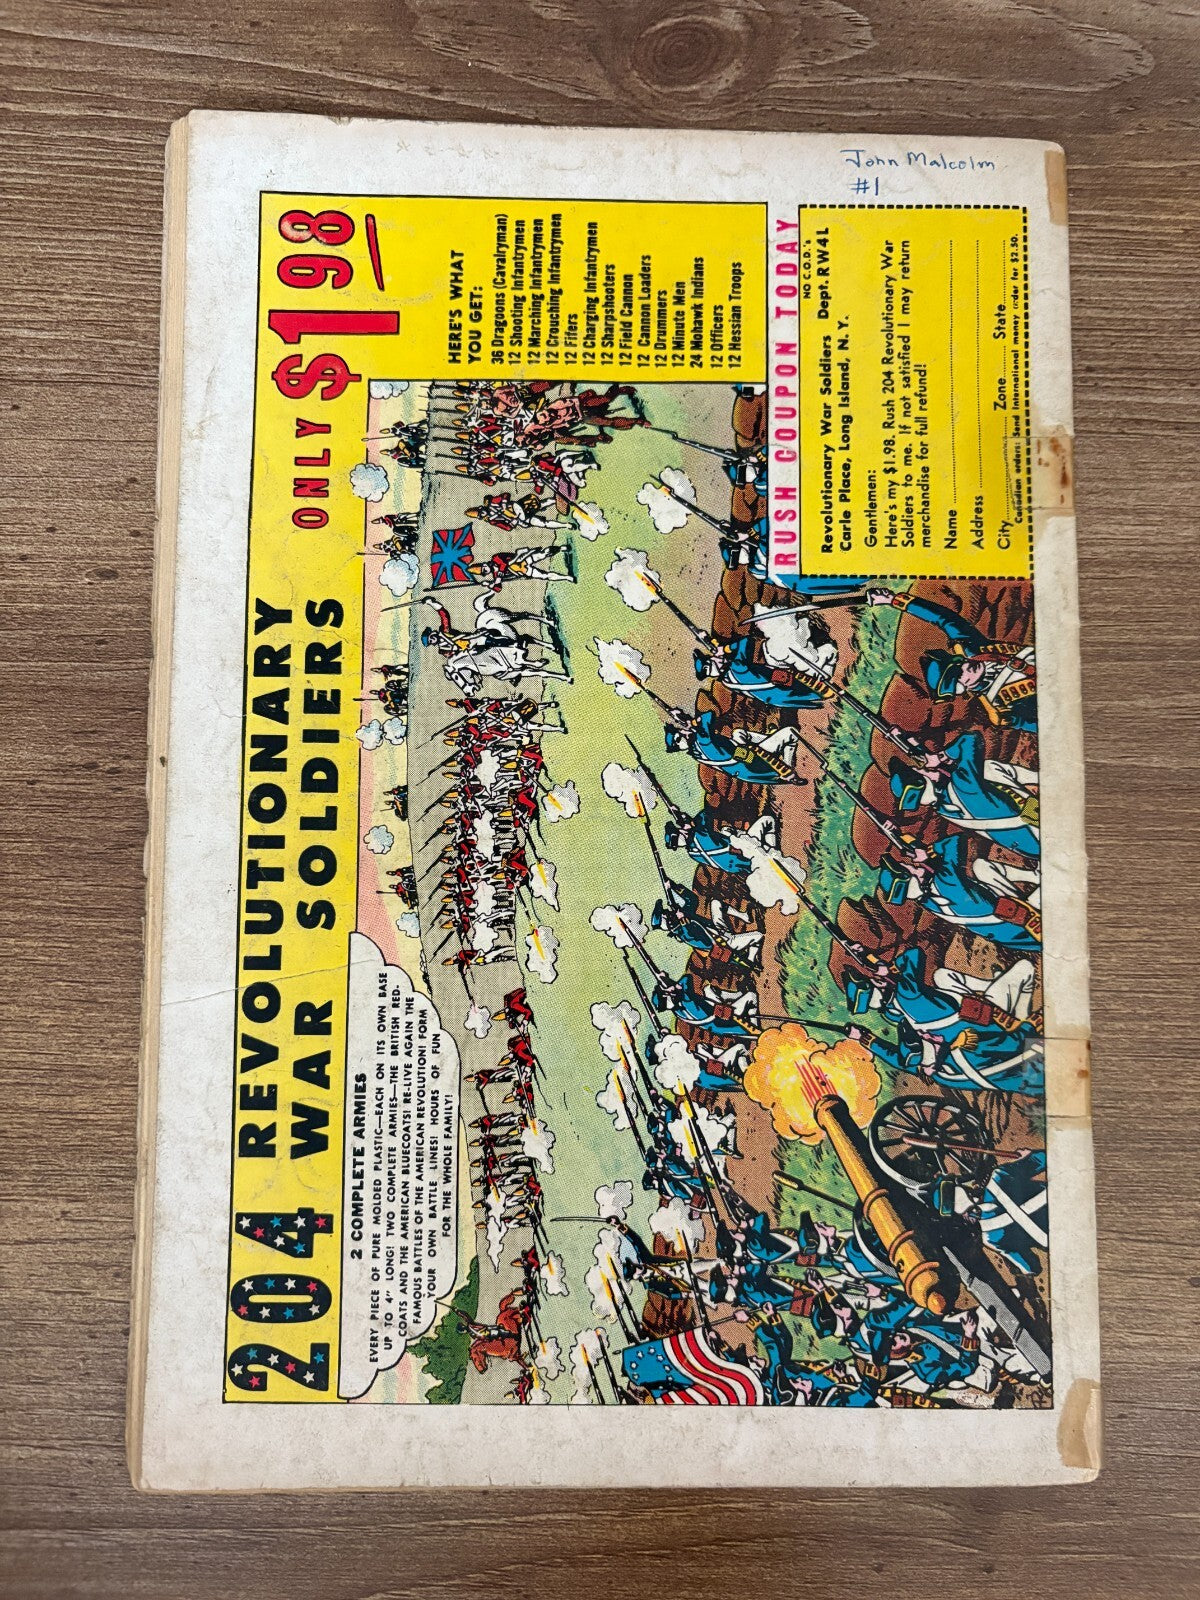 John Malcolm
#1
204 REVOLUTIONARY
WAR SOLDIERS
ONLY $198
2 COMPLETE ARMIES
EVERY PIECE OF PURE MOLDED PLASTIC—EACH ON ITS OWN BASE
UP TO 4" LONG! TWO COMPLETE ARMIES—THE BRITISH RED-
COATS AND THE AMERICAN BLUECOATS! RE-LIVE AGAIN THE
FAMOUS BATTLES OF THE AMERICAN REVOLUTION! FORM
YOUR OWN BATTLE LINES! HOURS OF FUN
FOR THE WHOLE FAMILY!
HERE'S WHAT
YOU GET:
36 Dragoons (Cavalryman)
12 Shooting Infantrymen
12 Marching Infantrymen
12 Crouching Infantrymen
12 Fifers
12 Charging Infantrymen
12 Sharpshooters
12 Field Cannon
12 Cannon Loaders
12 Drummers
12 Minute Men
24 Mohawk Indians
12 Officers
12 Hessian Troops
RUSH COUPON TODAY
NO C.O.D.'s
Revolutionary War Soldiers, Dept. RW4L
Carle Place, Long Island, N. Y.
Gentlemen:
Here's my $1.98. Rush 204 Revolutionary War
Soldiers to me. If not satisfied I may return
merchandise for full refund!
Name
Address
City Zone State
Canadian orders: Send International money order for $2.50.